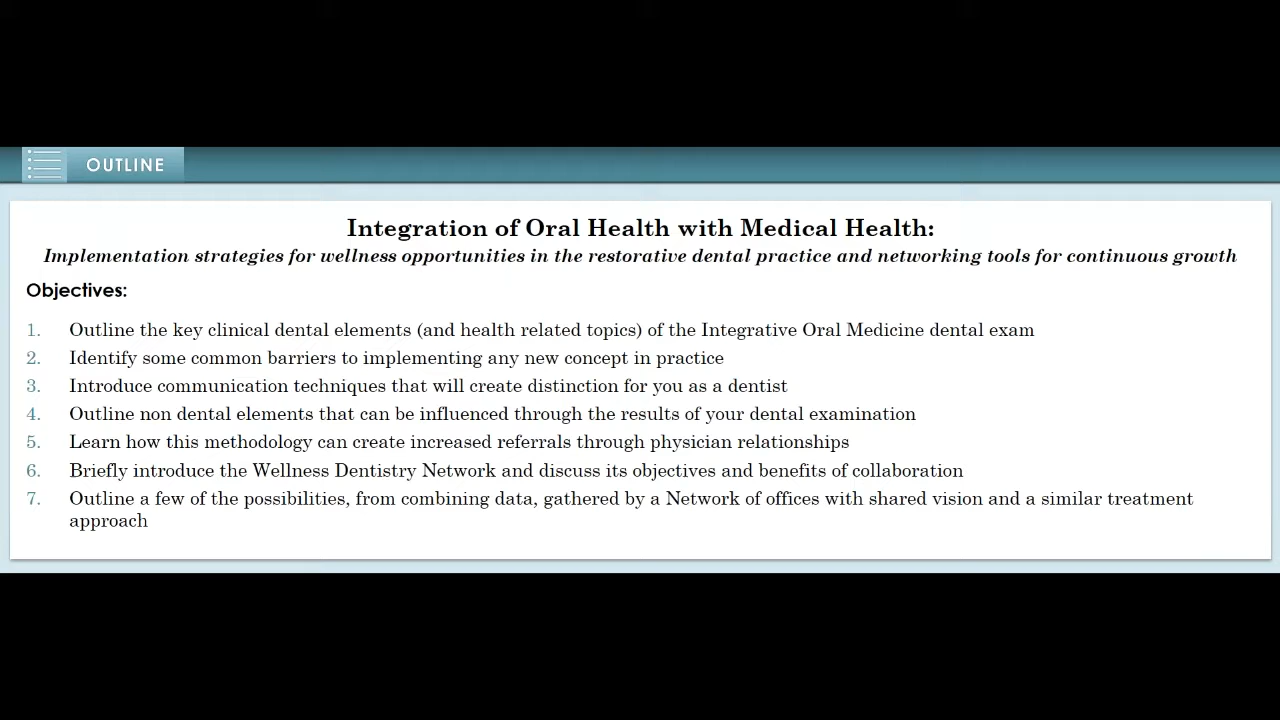 OUTLINE
Integration of Oral Health with Medical Health:
Implementation strategies for wellness opportunities in the restorative dental practice and networking tools for continuous growth
Objectives:
1. Outline the key clinical dental elements (and health related topics) of the Integrative Oral Medicine dental exam
2. Identify some common barriers to implementing any new concept in practice
3. Introduce communication techniques that will create distinction for you as a dentist
4. Outline non dental elements that can be influenced through the results of your dental examination
5. Learn how this methodology can create increased referrals through physician relationships
6. Briefly introduce the Wellness Dentistry Network and discuss its objectives and benefits of collaboration
7. Outline a few of the possibilities, from combining data, gathered by a Network of offices with shared vision and a similar treatment
approach